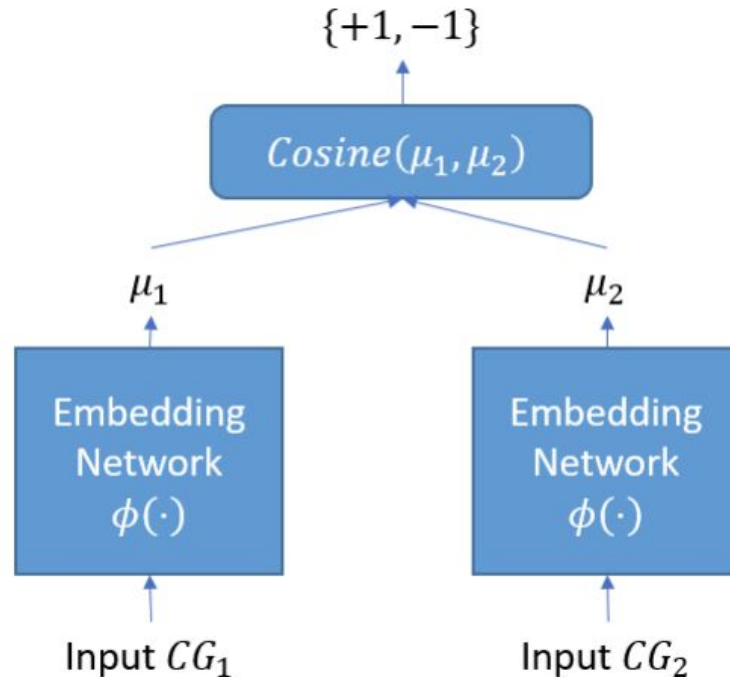 {+1, −1}
Cosine(μ₁, μ₂)
μ₁
μ₂
Embedding
Network
ϕ(·)
Embedding
Network
ϕ(·)
Input CG₁
Input CG₂